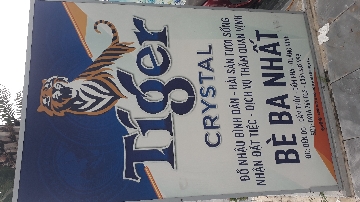 Tiger
CRYSTAL
ĐỒ NHẬU BÌNH DÂN - HẢI SẢN TƯƠI SỐNG
NHẬN ĐẶT TIỆC - DỊCH VỤ THĂM QUAN VỊNH
BÈ BA NHẤT